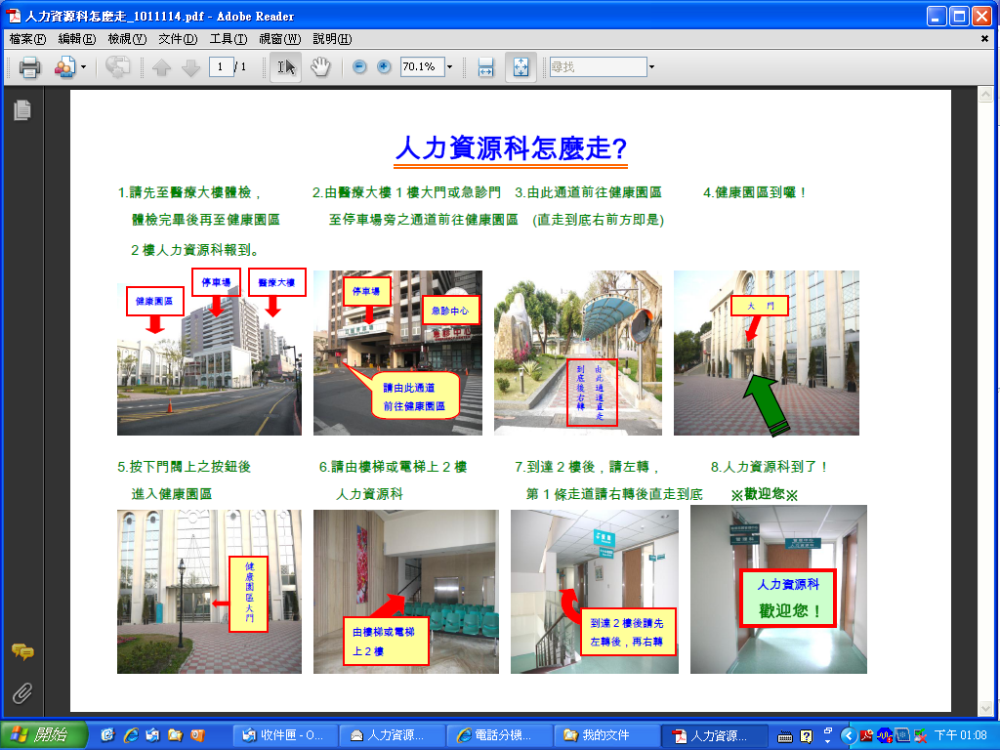 人力資源科怎麼走_1011114.pdf - Adobe Reader
檔案(F) 編輯(E) 檢視(V) 文件(D) 工具(T) 視窗(W) 說明(H)
1 / 1 70.1% 尋找
人力資源科怎麼走?
1.請先至醫療大樓體檢，
體檢完畢後再至健康園區
２樓人力資源科報到。
2.由醫療大樓１樓大門或急診門
至停車場旁之通道前往健康園區
3.由此通道前往健康園區
(直走到底右前方即是)
4.健康園區到囉！
健康園區
停車場
醫療大樓
停車場
急診中心
急診中心
請由此通道
前往健康園區
由此通道直走
到底後右轉
大 門
5.按下門閥上之按鈕後
進入健康園區
6.請由樓梯或電梯上２樓
人力資源科
7.到達２樓後，請左轉，
第１條走道請右轉後直走到底
8.人力資源科到了！
※歡迎您※
健康園區大門
由樓梯或電梯
上２樓
到達２樓後請先
左轉後，再右轉
人力資源科
歡迎您！
開始
收件匣 - O...
人力資源...
電話分機...
我的文件
人力資源...
下午 01:08